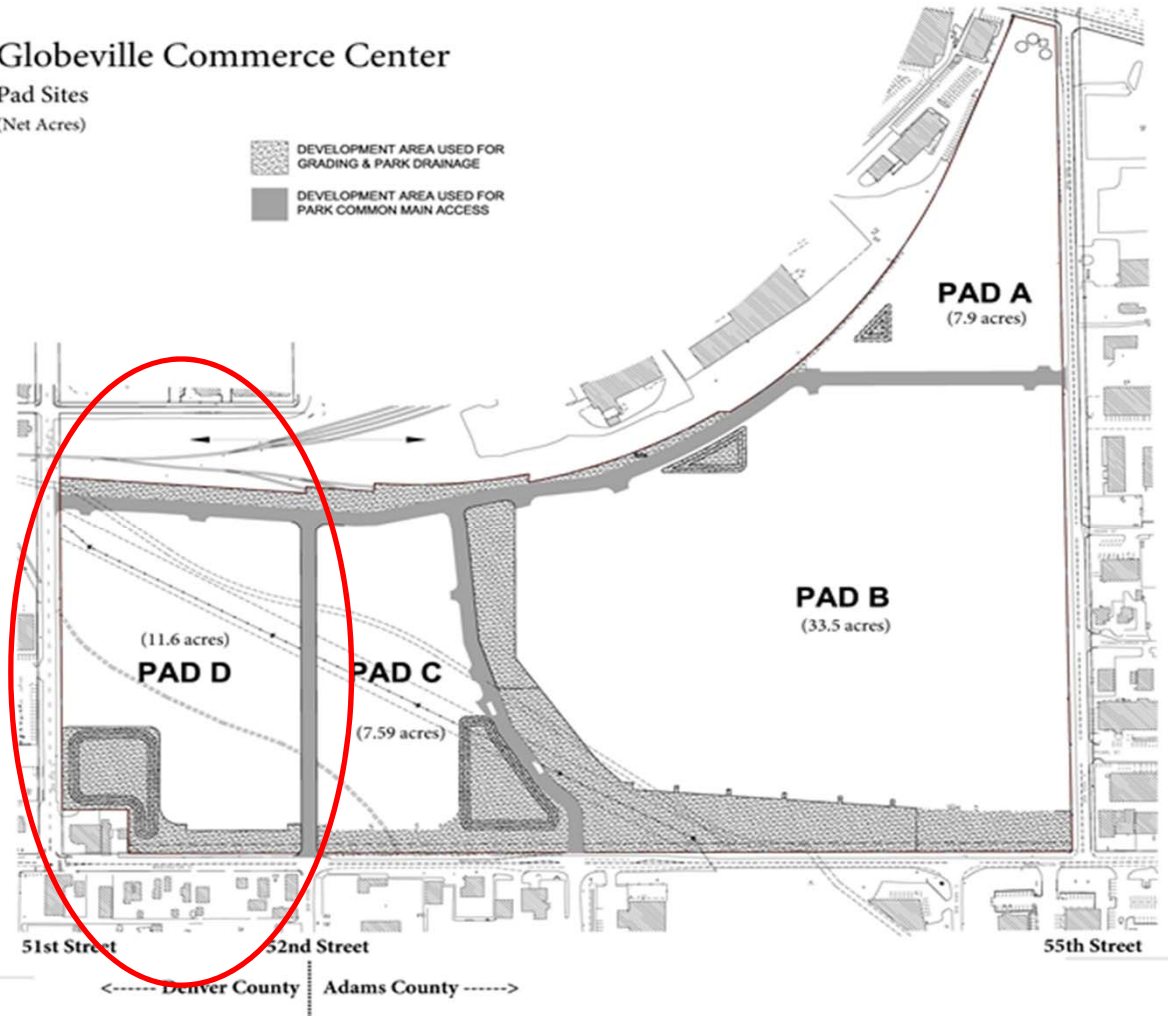 Globeville Commerce Center
Pad Sites
(Net Acres)
DEVELOPMENT AREA USED FOR
GRADING & PARK DRAINAGE
DEVELOPMENT AREA USED FOR
PARK COMMON MAIN ACCESS
PAD A
(7.9 acres)
PAD B
(33.5 acres)
(11.6 acres)
PAD D
PAD C
(7.59 acres)
51st Street
52nd Street
55th Street
<------ Denver County
Adams County ------>